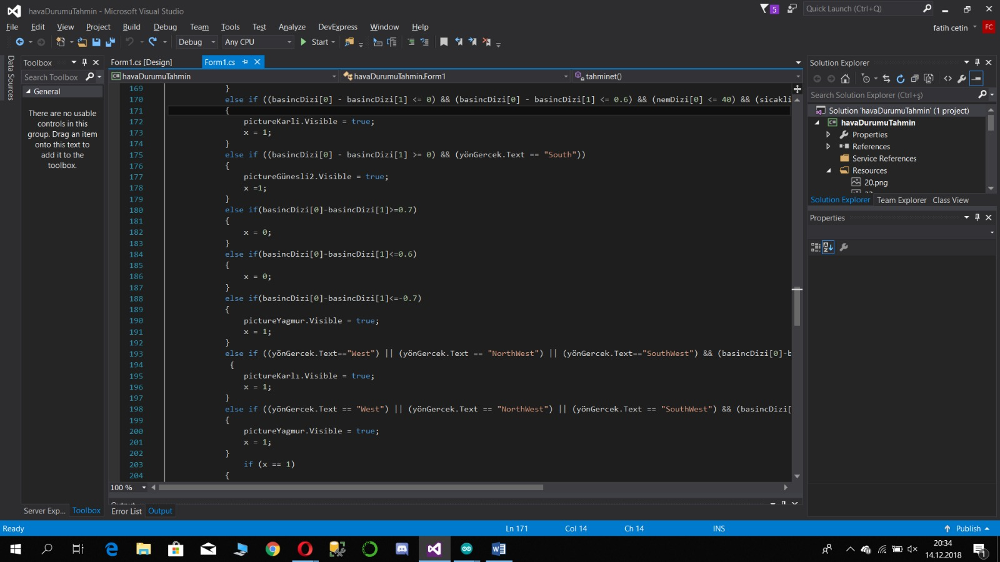 havaDurumuTahmin - Microsoft Visual Studio
5
Quick Launch (Ctrl+Q)
File Edit View Project Build Debug Team Tools Test Analyze DevExpress Window Help
fatih cetin
FC
Debug Any CPU Start
Data Sources
Toolbox
Search Toolbox
General
There are no usable
controls in this
group. Drag an item
onto this text to
add it to the
toolbox.
Server Exp... Toolbox
Form1.cs [Design] Form1.cs
havaDurumuTahmin havaDurumuTahmin.Form1 tahminet()
169 }
170 else if ((basincDizi[0] - basincDizi[1] <= 0) && (basincDizi[0] - basincDizi[1] <= 0.6) && (nemDizi[0] <= 40) && (sicakli
171 {
172 pictureKarli.Visible = true;
173 x = 1;
174 }
175 else if ((basincDizi[0] - basincDizi[1] >= 0) && (yönGercek.Text == "South"))
176 {
177 pictureGünesli2.Visible = true;
178 x =1;
179 }
180 else if(basincDizi[0]-basincDizi[1]>=0.7)
181 {
182 x = 0;
183 }
184 else if(basincDizi[0]-basincDizi[1]<=0.6)
185 {
186 x = 0;
187 }
188 else if(basincDizi[0]-basincDizi[1]<=-0.7)
189 {
190 pictureYagmur.Visible = true;
191 x = 1;
192 }
193 else if ((yönGercek.Text=="West") || (yönGercek.Text == "NorthWest") || (yönGercek.Text=="SouthWest") && (basincDizi[0]-b
194 {
195 pictureKarlı.Visible = true;
196 x = 1;
197 }
198 else if ((yönGercek.Text == "West") || (yönGercek.Text == "NorthWest") || (yönGercek.Text == "SouthWest") && (basincDizi[
199 {
200 pictureYagmur.Visible = true;
201 x = 1;
202 }
203 if (x == 1)
204 {
100 %
Output
Error List Output
Solution Explorer
Search Solution Explorer (Ctrl+ş)
Solution 'havaDurumuTahmin' (1 project)
havaDurumuTahmin
Properties
References
Service References
Resources
20.png
Solution Explorer Team Explorer Class View
Properties
Ready Ln 171 Col 14 Ch 14 INS Publish
20:34
14.12.2018
1